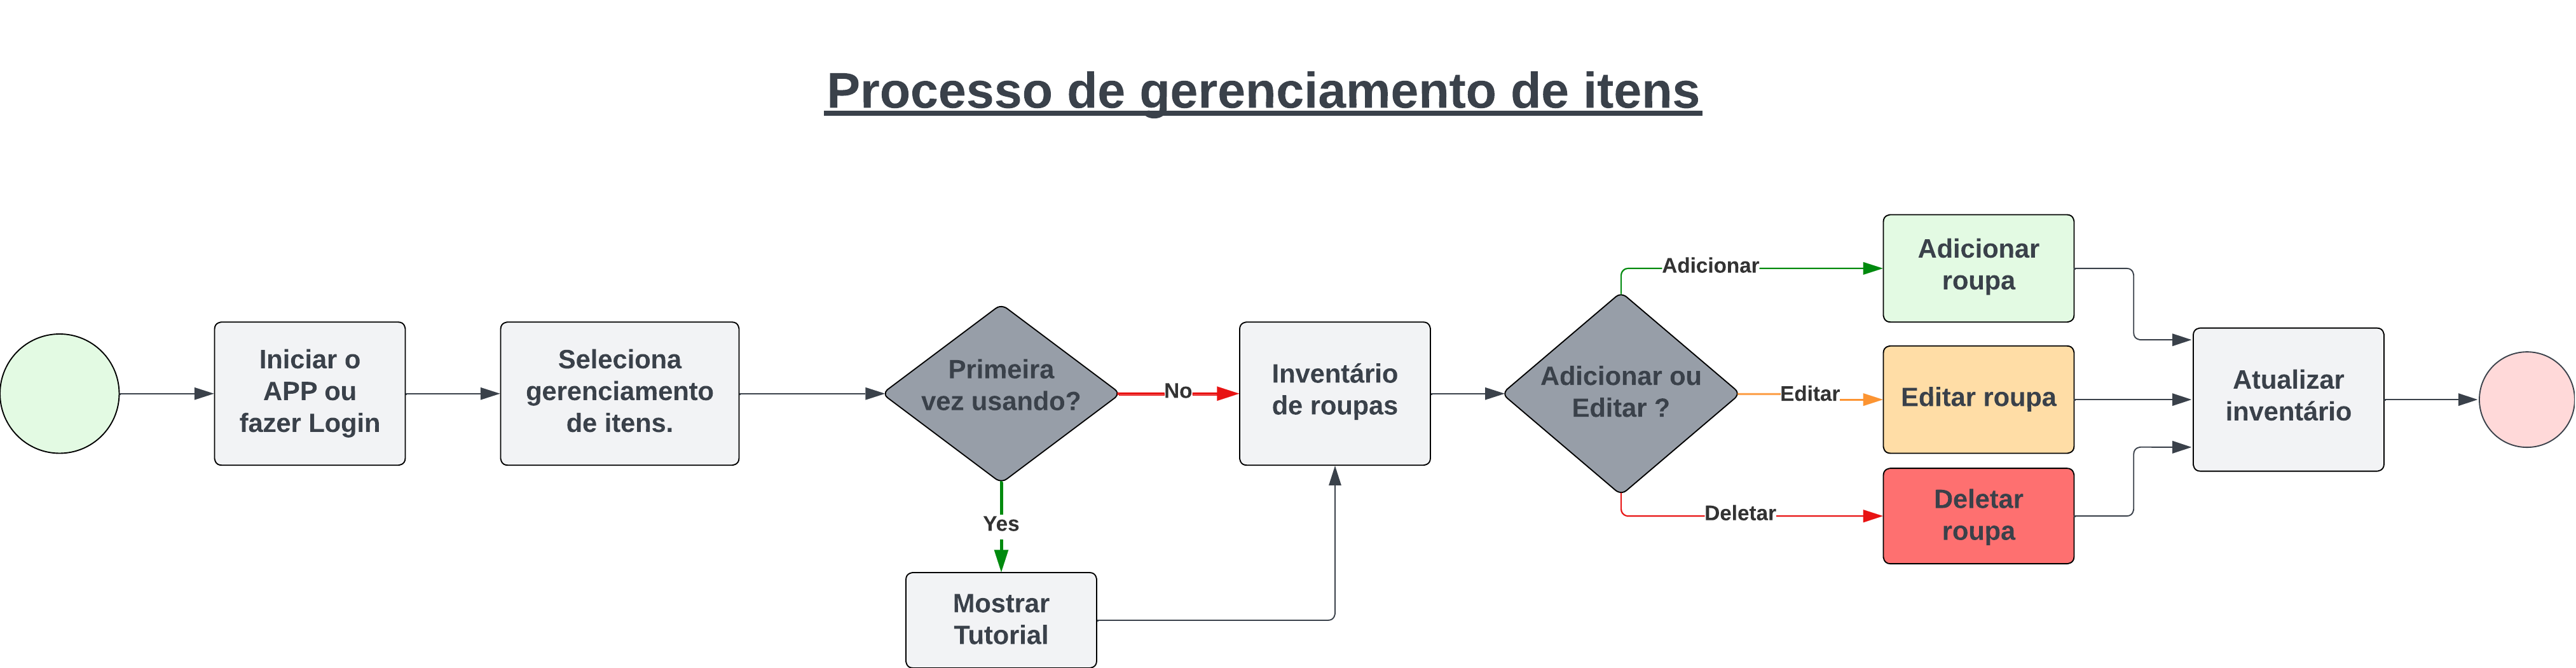 Processo de gerenciamento de itens
Iniciar o
APP ou
fazer Login
Seleciona
gerenciamento
de itens.
Primeira
vez usando?
No
Yes
Mostrar
Tutorial
Inventário
de roupas
Adicionar ou
Editar ?
Adicionar
Editar
Deletar
Adicionar
roupa
Editar roupa
Deletar
roupa
Atualizar
inventário